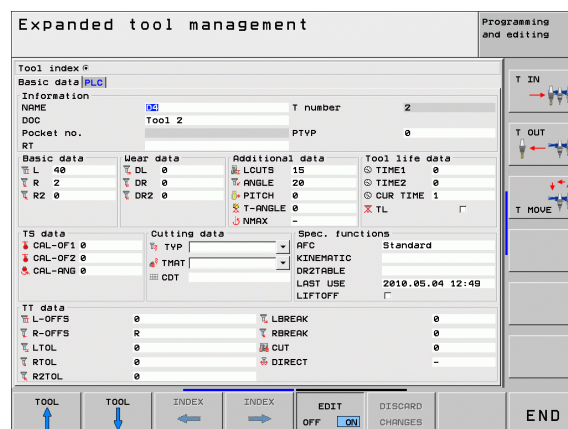 Expanded tool management
Programming
and editing
Tool index 0
Basic data PLC
Information
NAME D4 T number 2
DOC Tool 2
Pocket no. PTYP 0
RT
Basic data Wear data Additional data Tool life data
L 40 DL 0 LCUTS 15 TIME1 0
R 2 DR 0 ANGLE 20 TIME2 0
R2 0 DR2 0 PITCH 0 CUR TIME 1
T-ANGLE 0 TL
NMAX -
TS data Cutting data Spec. functions
CAL-OF1 0 TYP AFC Standard
CAL-OF2 0 TMAT KINEMATIC
CAL-ANG 0 CDT DR2TABLE
LAST USE 2010.05.04 12:49
LIFTOFF
TT data
L-OFFS 0 LBREAK 0
R-OFFS R RBREAK 0
LTOL 0 CUT 0
RTOL 0 DIRECT -
R2TOL 0
T IN
T OUT
T MOVE
TOOL TOOL INDEX INDEX EDIT DISCARD
OFF ON CHANGES
END